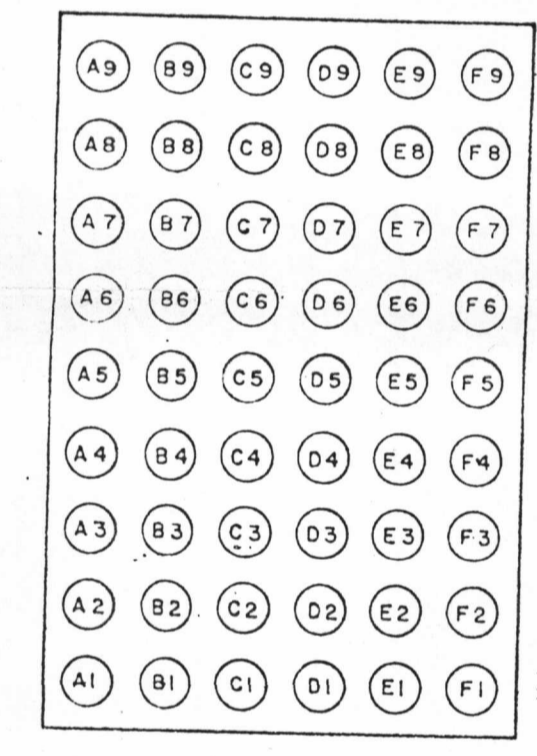 A9 B9 C9 D9 E9 F9
A8 B8 C8 D8 E8 F8
A7 B7 C7 D7 E7 F7
A6 B6 C6 D6 E6 F6
A5 B5 C5 D5 E5 F5
A4 B4 C4 D4 E4 F4
A3 B3 C3 D3 E3 F3
A2 B2 C2 D2 E2 F2
A1 B1 C1 D1 E1 F1